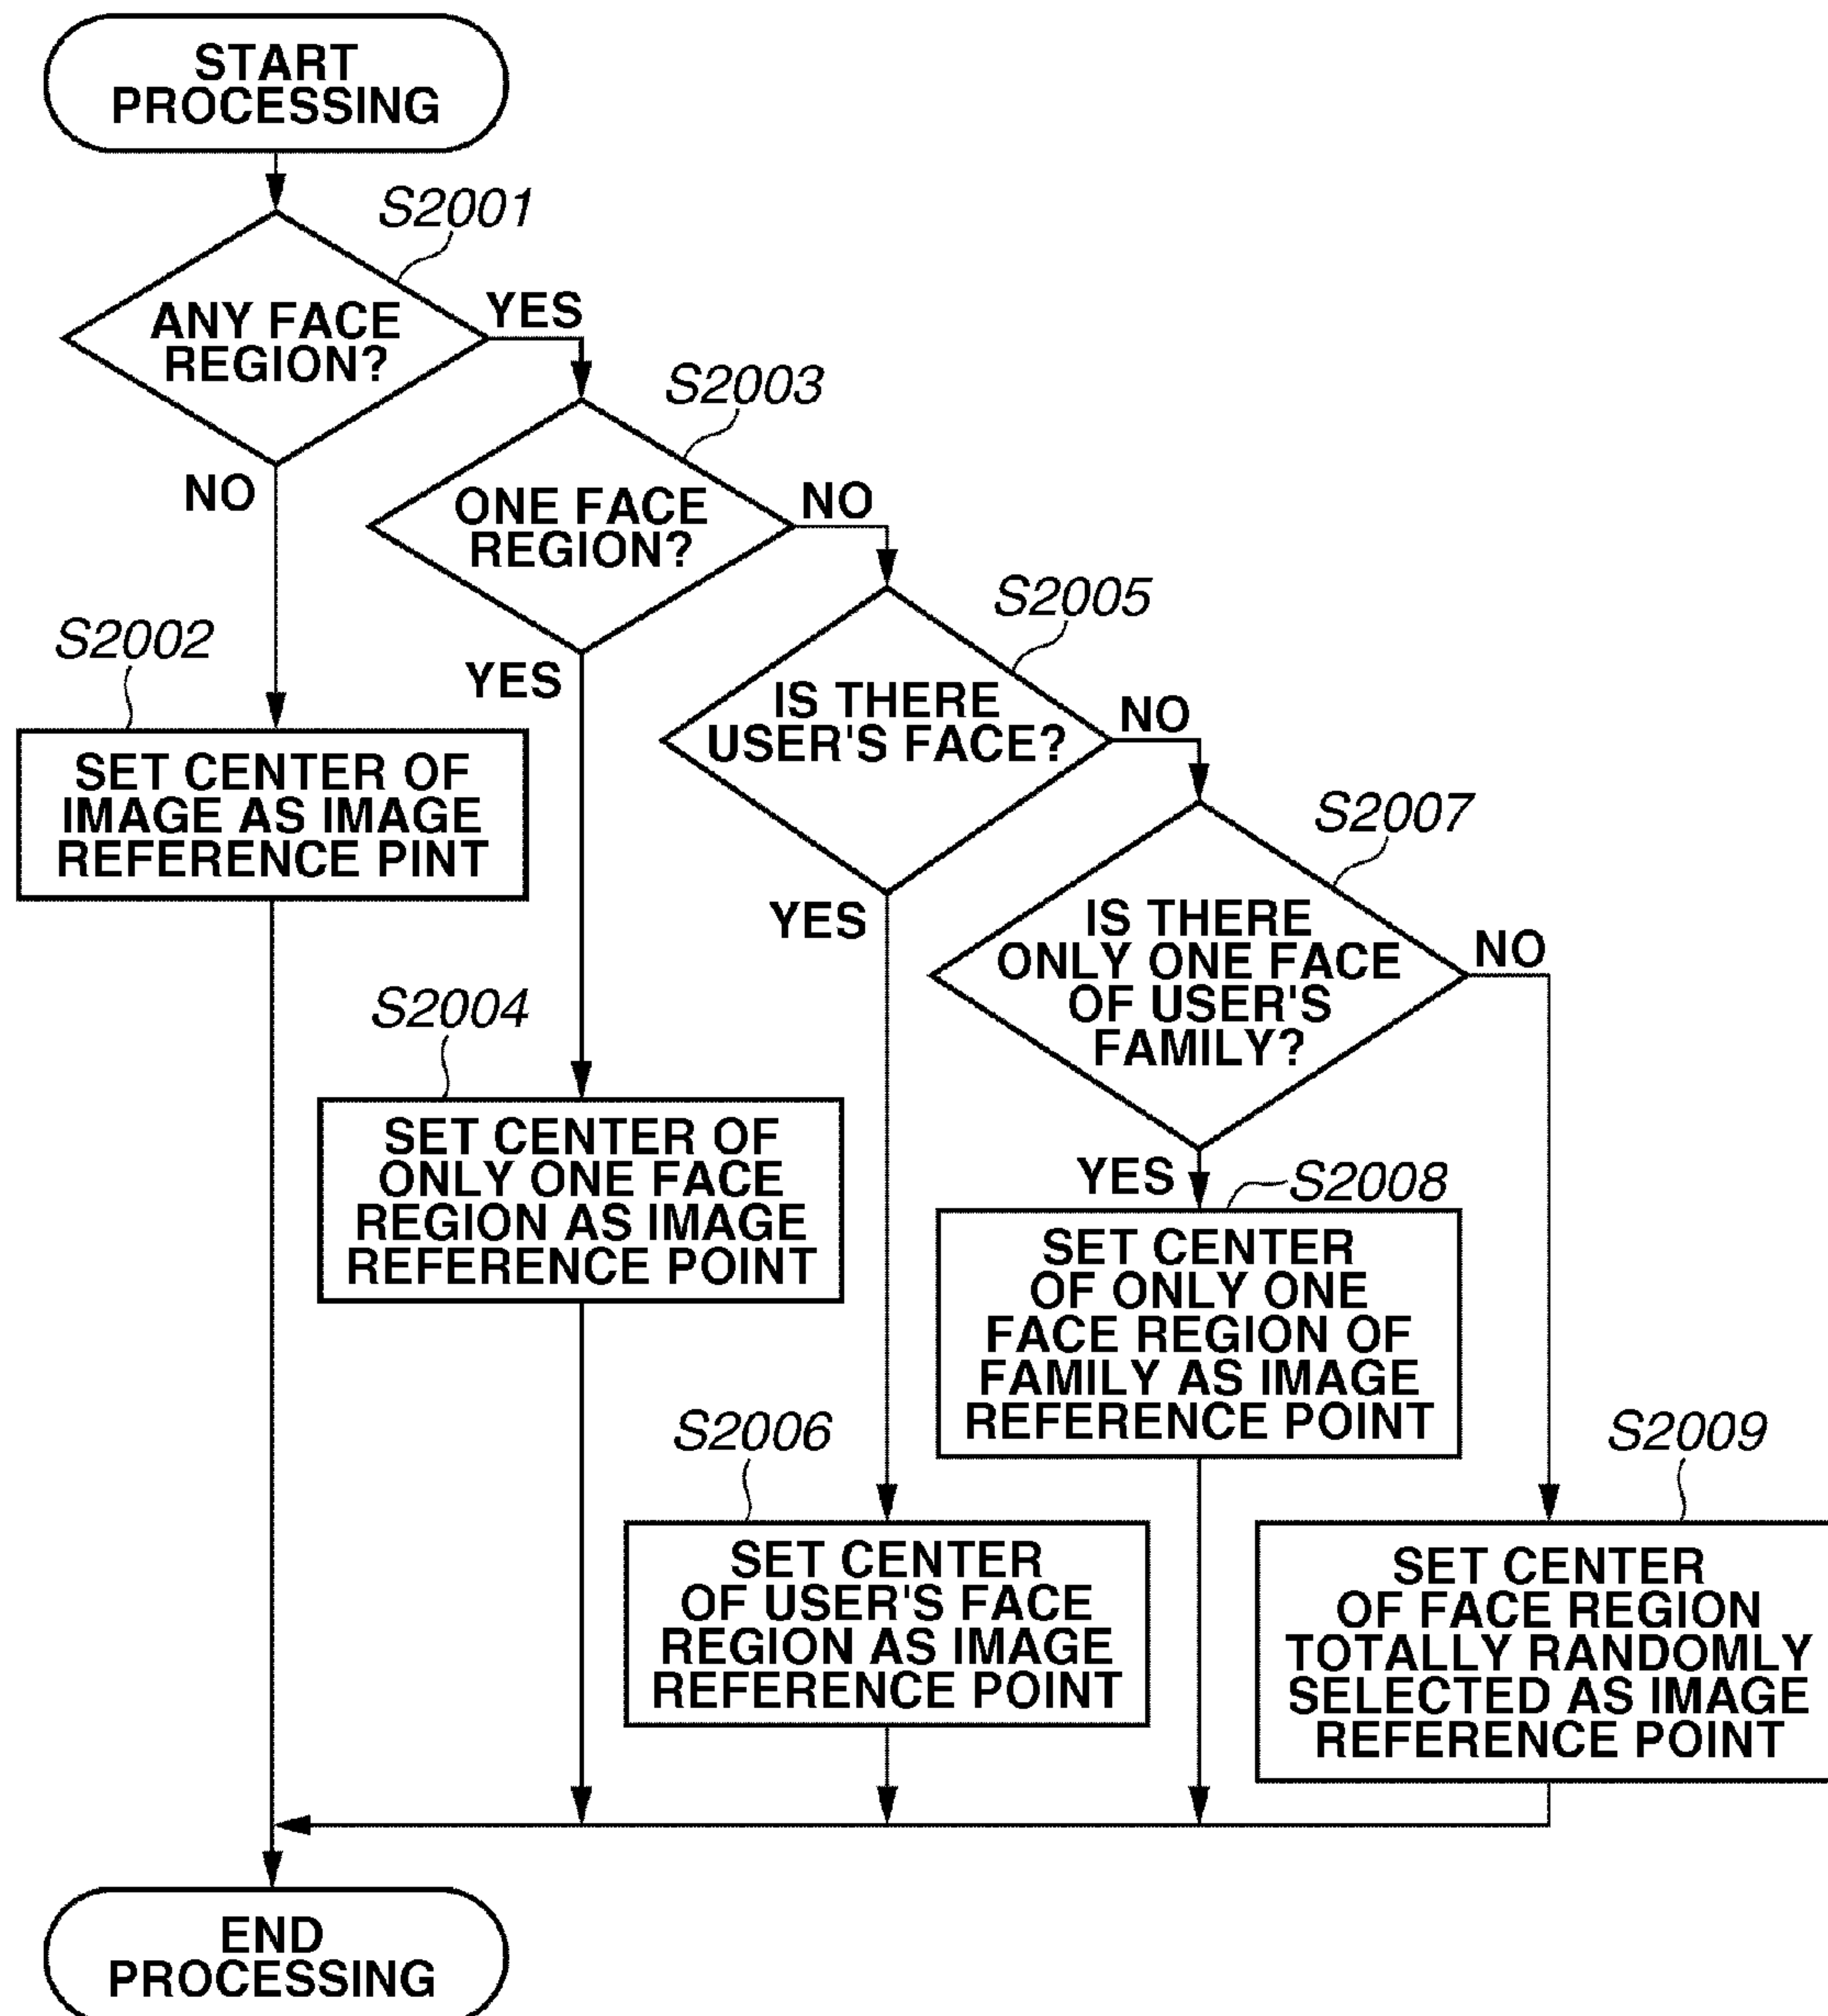 START
PROCESSING
S2001
ANY FACE
REGION?
YES
NO
S2003
ONE FACE
REGION?
NO
YES
S2002
SET CENTER OF
IMAGE AS IMAGE
REFERENCE PINT
S2005
IS THERE
USER'S FACE?
NO
YES
S2004
SET CENTER OF
ONLY ONE FACE
REGION AS IMAGE
REFERENCE POINT
S2007
IS THERE
ONLY ONE FACE
OF USER'S
FAMILY?
NO
YES
S2008
SET CENTER
OF ONLY ONE
FACE REGION OF
FAMILY AS IMAGE
REFERENCE POINT
S2006
SET CENTER
OF USER'S FACE
REGION AS IMAGE
REFERENCE POINT
S2009
SET CENTER
OF FACE REGION
TOTALLY RANDOMLY
SELECTED AS IMAGE
REFERENCE POINT
END
PROCESSING